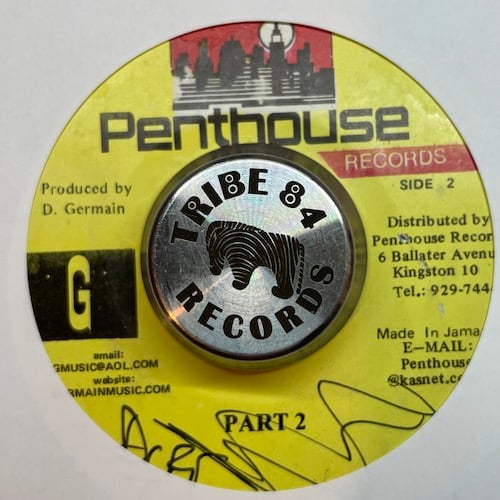 Penthouse
RECORDS
SIDE 2
Produced by
D. Germain
TRIBE 84
RECORDS
G
Distributed by
Penthouse Recor
6 Ballater Avenu
Kingston 10
Tel.: 929-744
Made In Jama
E-MAIL:
Penthouse
@kasnet.co
email:
GMUSIC@AOL.COM
website:
RMAINMUSIC.COM
PART 2